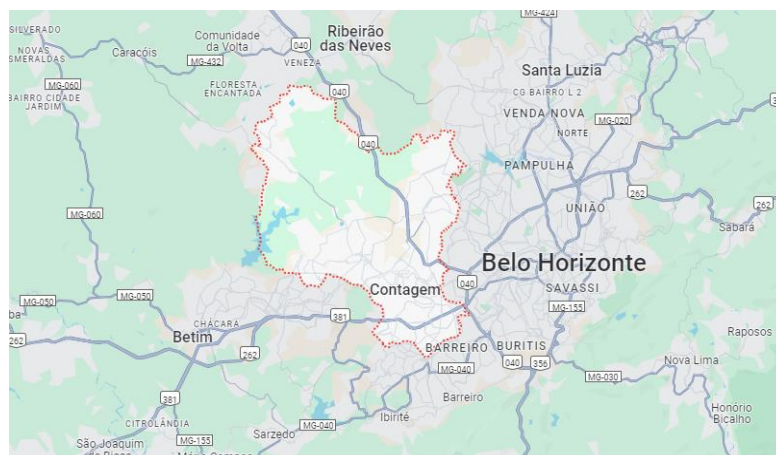 SILVERADO
NOVAS
ESMERALDAS
Caracóis
Comunidade
da Volta
MG-432
040
VENEZA
Ribeirão
das Neves
MG-424
FLORESTA
ENCANTADA
MG-060
BAIRRO CIDADE
JARDIM
040
Santa Luzia
CG BAIRRO L 2
VENDA NOVA
NORTE
MG-020
040
PAMPULHA
262
262
UNIÃO
Sabará
MG-060
Belo Horizonte
SAVASSI
040
Contagem
MG-050
MG-050
MG-155
CHÁCARA
381
Betim
262
262
BARREIRO
BURITIS
Raposos
040
356
MG-040
Nova Lima
MG-030
381
Barreiro
CITROLÂNDIA
Ibirité
MG-040
Honório
Bicalho
Sarzedo
MG-155
São Joaquim
de Bicas